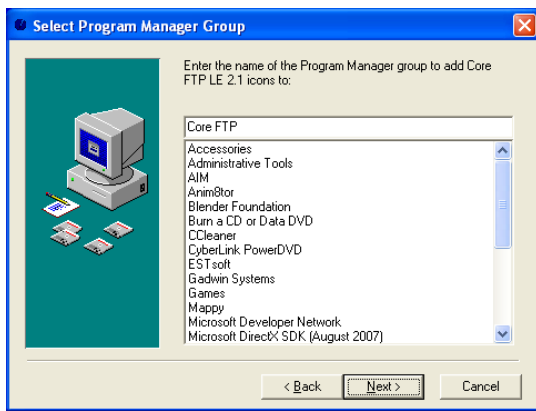 Select Program Manager Group
Enter the name of the Program Manager group to add Core
FTP LE 2.1 icons to:
Core FTP
Accessories
Administrative Tools
AIM
Anim8tor
Blender Foundation
Burn a CD or Data DVD
CCleaner
CyberLink PowerDVD
ESTsoft
Gadwin Systems
Games
Mappy
Microsoft Developer Network
Microsoft DirectX SDK (August 2007)
< Back
Next >
Cancel